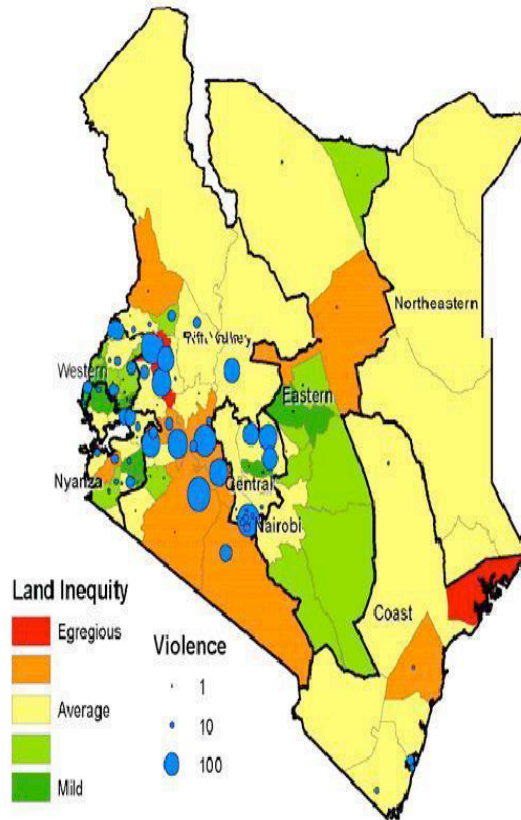 Northeastern
Rift Valley
Western
Eastern
Nyanza
Central
Nairobi
Coast
Land Inequity
Egregious
Average
Mild
Violence
1
10
100